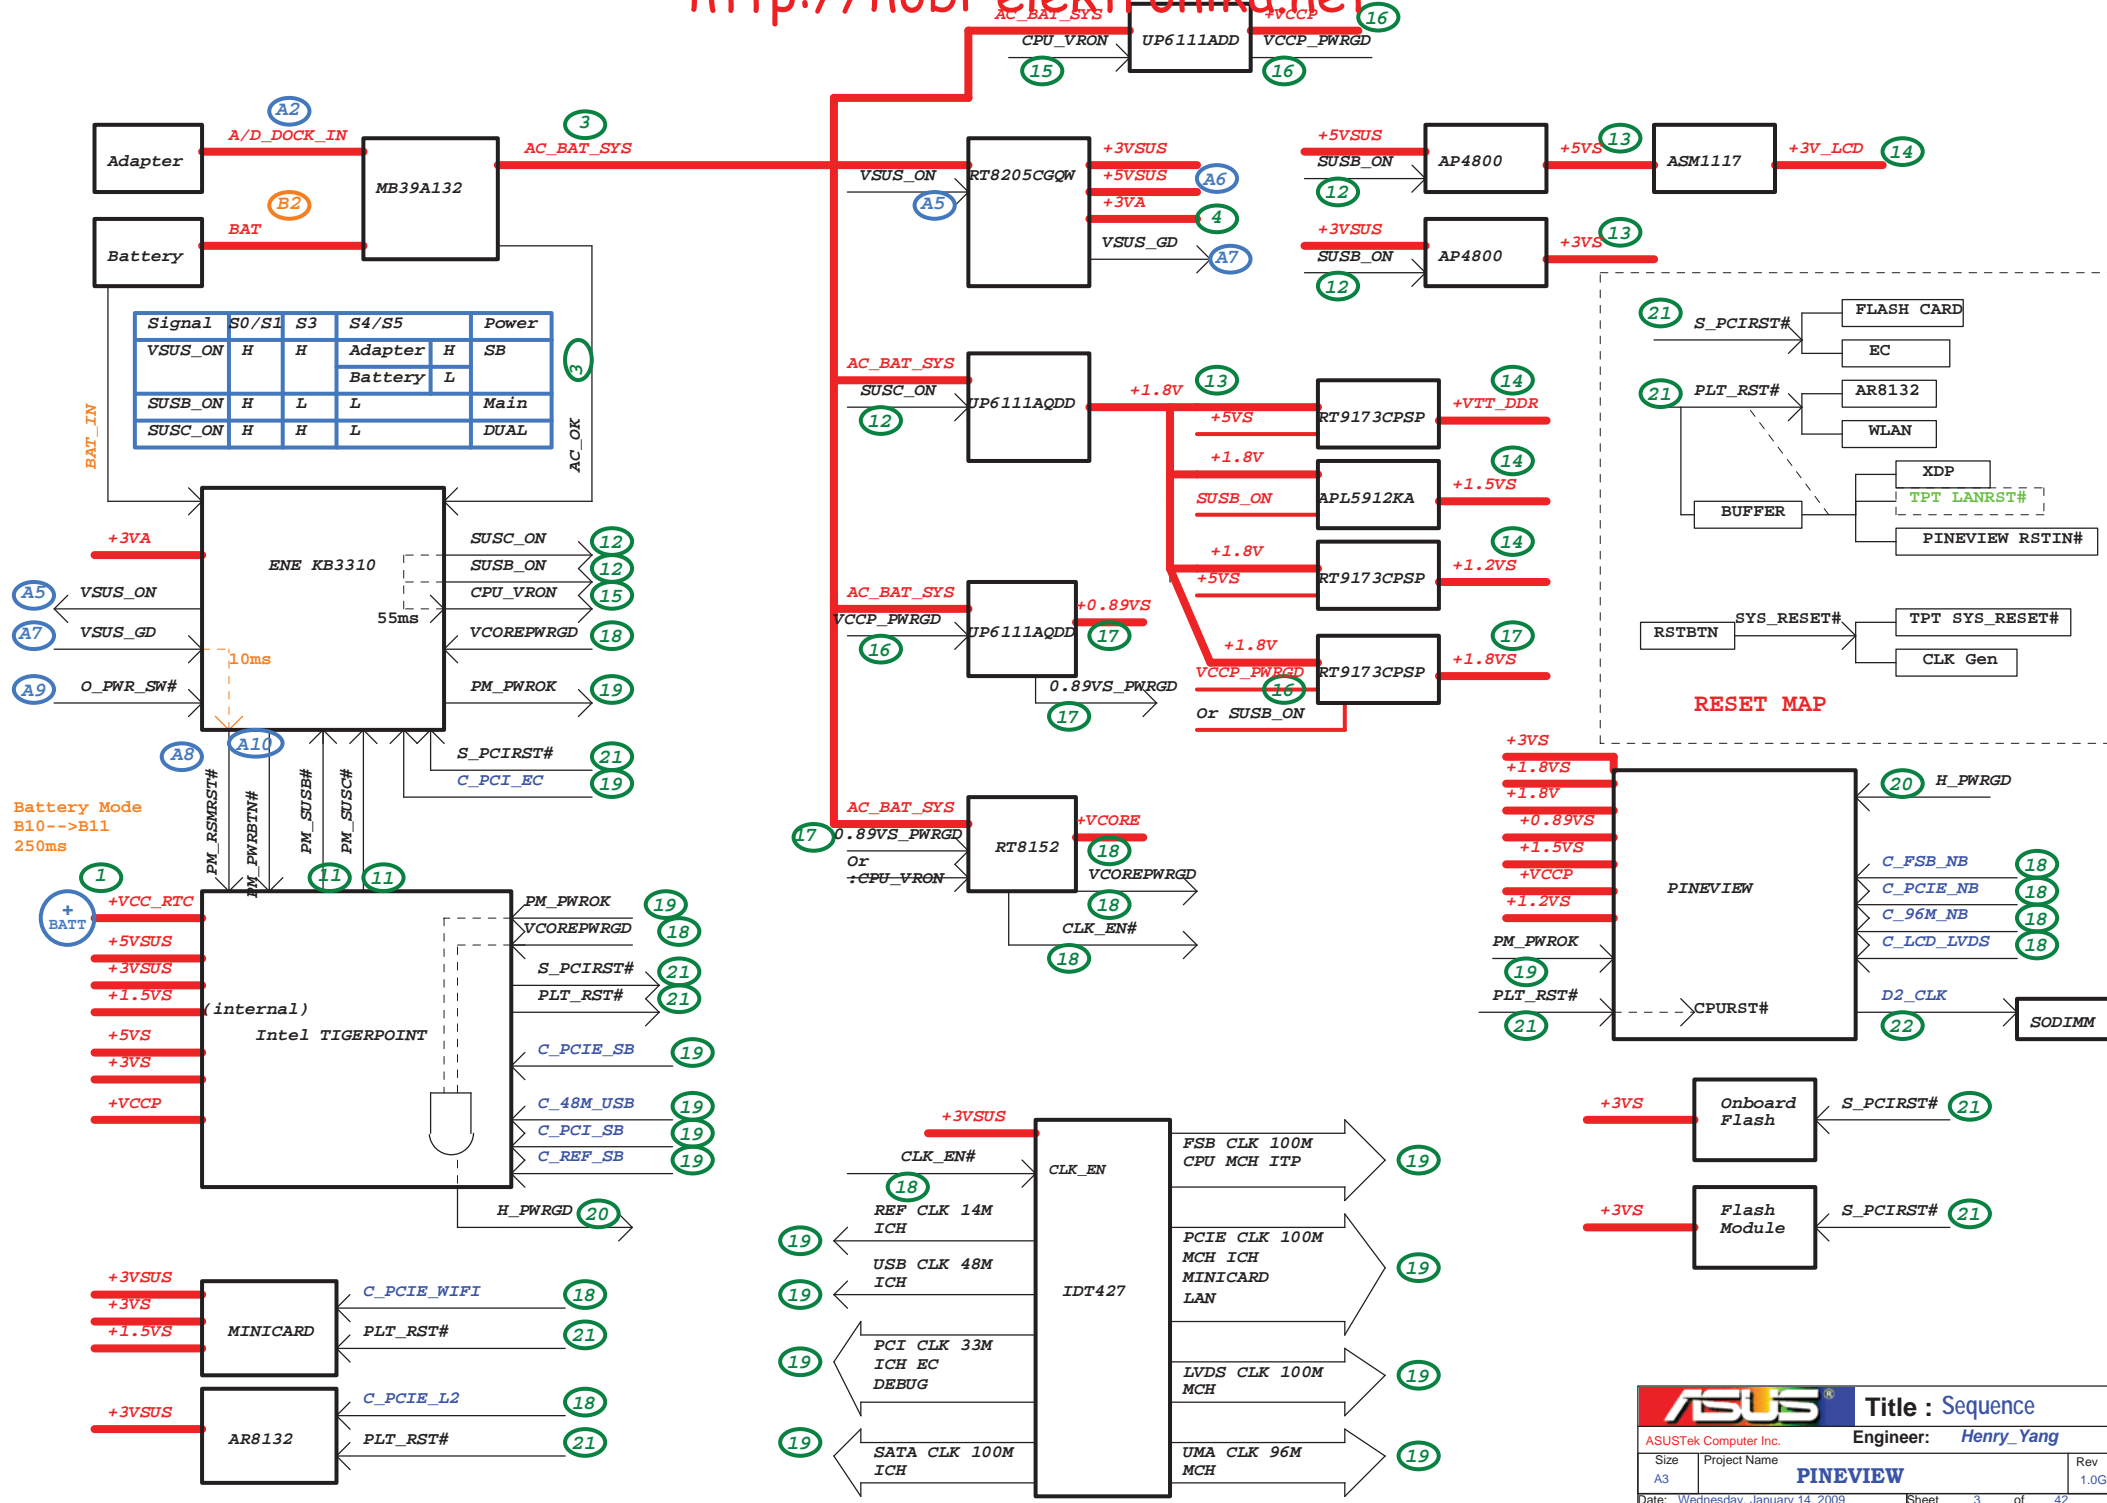 http://hobi-elektronika.net
AC_BAT_SYS
CPU_VRON
15
UP6111ADD
+VCCP
16
VCCP_PWRGD
16
Adapter
A2
A/D_DOCK_IN
MB39A132
3
AC_BAT_SYS
Battery
B2
BAT
VSUS_ON
A5
RT8205CGQW
+3VSUS
+5VSUS
A6
+3VA
4
VSUS_GD
A7
+5VSUS
SUSB_ON
12
AP4800
+5VS
13
ASM1117
+3V_LCD
14
+3VSUS
SUSB_ON
12
AP4800
+3VS
13
Signal S0/S1 S3 S4/S5 Power
VSUS_ON H H Adapter H SB
Battery L
SUSB_ON H L L Main
SUSC_ON H H L DUAL
BAT_IN
3
AC_OK
21
S_PCIRST#
FLASH CARD
EC
21
PLT_RST#
AR8132
WLAN
BUFFER
XDP
TPT LANRST#
PINEVIEW RSTIN#
RSTBTN
SYS_RESET#
TPT SYS_RESET#
CLK Gen
RESET MAP
AC_BAT_SYS
SUSC_ON
12
UP6111AQDD
+1.8V
13
+5VS
RT9173CPSP
14
+VTT_DDR
+1.8V
SUSB_ON
APL5912KA
14
+1.5VS
+1.8V
+5VS
RT9173CPSP
14
+1.2VS
+1.8V
VCCP_PWRGD
16
Or SUSB_ON
RT9173CPSP
17
+1.8VS
AC_BAT_SYS
VCCP_PWRGD
16
UP6111AQDD
+0.89VS
17
0.89VS_PWRGD
17
+3VA
A5
VSUS_ON
A7
VSUS_GD
A9
O_PWR_SW#
ENE KB3310
55ms
10ms
SUSC_ON
12
SUSB_ON
12
CPU_VRON
15
VCOREPWRGD
18
PM_PWROK
19
S_PCIRST#
21
C_PCI_EC
19
A8
A10
PM_RSMRST#
PM_PWRBTN#
PM_SUSB#
PM_SUSC#
11
11
Battery Mode
B10-->B11
250ms
1
+
BATT
+VCC_RTC
+5VSUS
+3VSUS
+1.5VS
+5VS
+3VS
+VCCP
(internal)
Intel TIGERPOINT
PM_PWROK
19
VCOREPWRGD
18
S_PCIRST#
21
PLT_RST#
21
C_PCIE_SB
19
C_48M_USB
19
C_PCI_SB
19
C_REF_SB
19
H_PWRGD
20
AC_BAT_SYS
17
0.89VS_PWRGD
Or
:CPU_VRON
RT8152
+VCORE
18
VCOREPWRGD
18
CLK_EN#
18
+3VS
+1.8VS
+1.8V
+0.89VS
+1.5VS
+VCCP
+1.2VS
PM_PWROK
19
PLT_RST#
21
PINEVIEW
CPURST#
20
H_PWRGD
C_FSB_NB
18
C_PCIE_NB
18
C_96M_NB
18
C_LCD_LVDS
18
D2_CLK
22
SODIMM
+3VS
Onboard
Flash
S_PCIRST#
21
+3VS
Flash
Module
S_PCIRST#
21
+3VSUS
CLK_EN#
18
CLK_EN
IDT427
REF CLK 14M
ICH
19
USB CLK 48M
ICH
19
PCI CLK 33M
ICH EC
DEBUG
19
SATA CLK 100M
ICH
19
FSB CLK 100M
CPU MCH ITP
19
PCIE CLK 100M
MCH ICH
MINICARD
LAN
19
LVDS CLK 100M
MCH
19
UMA CLK 96M
MCH
19
+3VSUS
+3VS
+1.5VS
MINICARD
C_PCIE_WIFI
18
PLT_RST#
21
+3VSUS
AR8132
C_PCIE_L2
18
PLT_RST#
21
ASUS®
Title : Sequence
ASUSTek Computer Inc.
Engineer: Henry_Yang
Size
A3
Project Name
PINEVIEW
Rev
1.0G
Date: Wednesday, January 14, 2009
Sheet 3 of 42